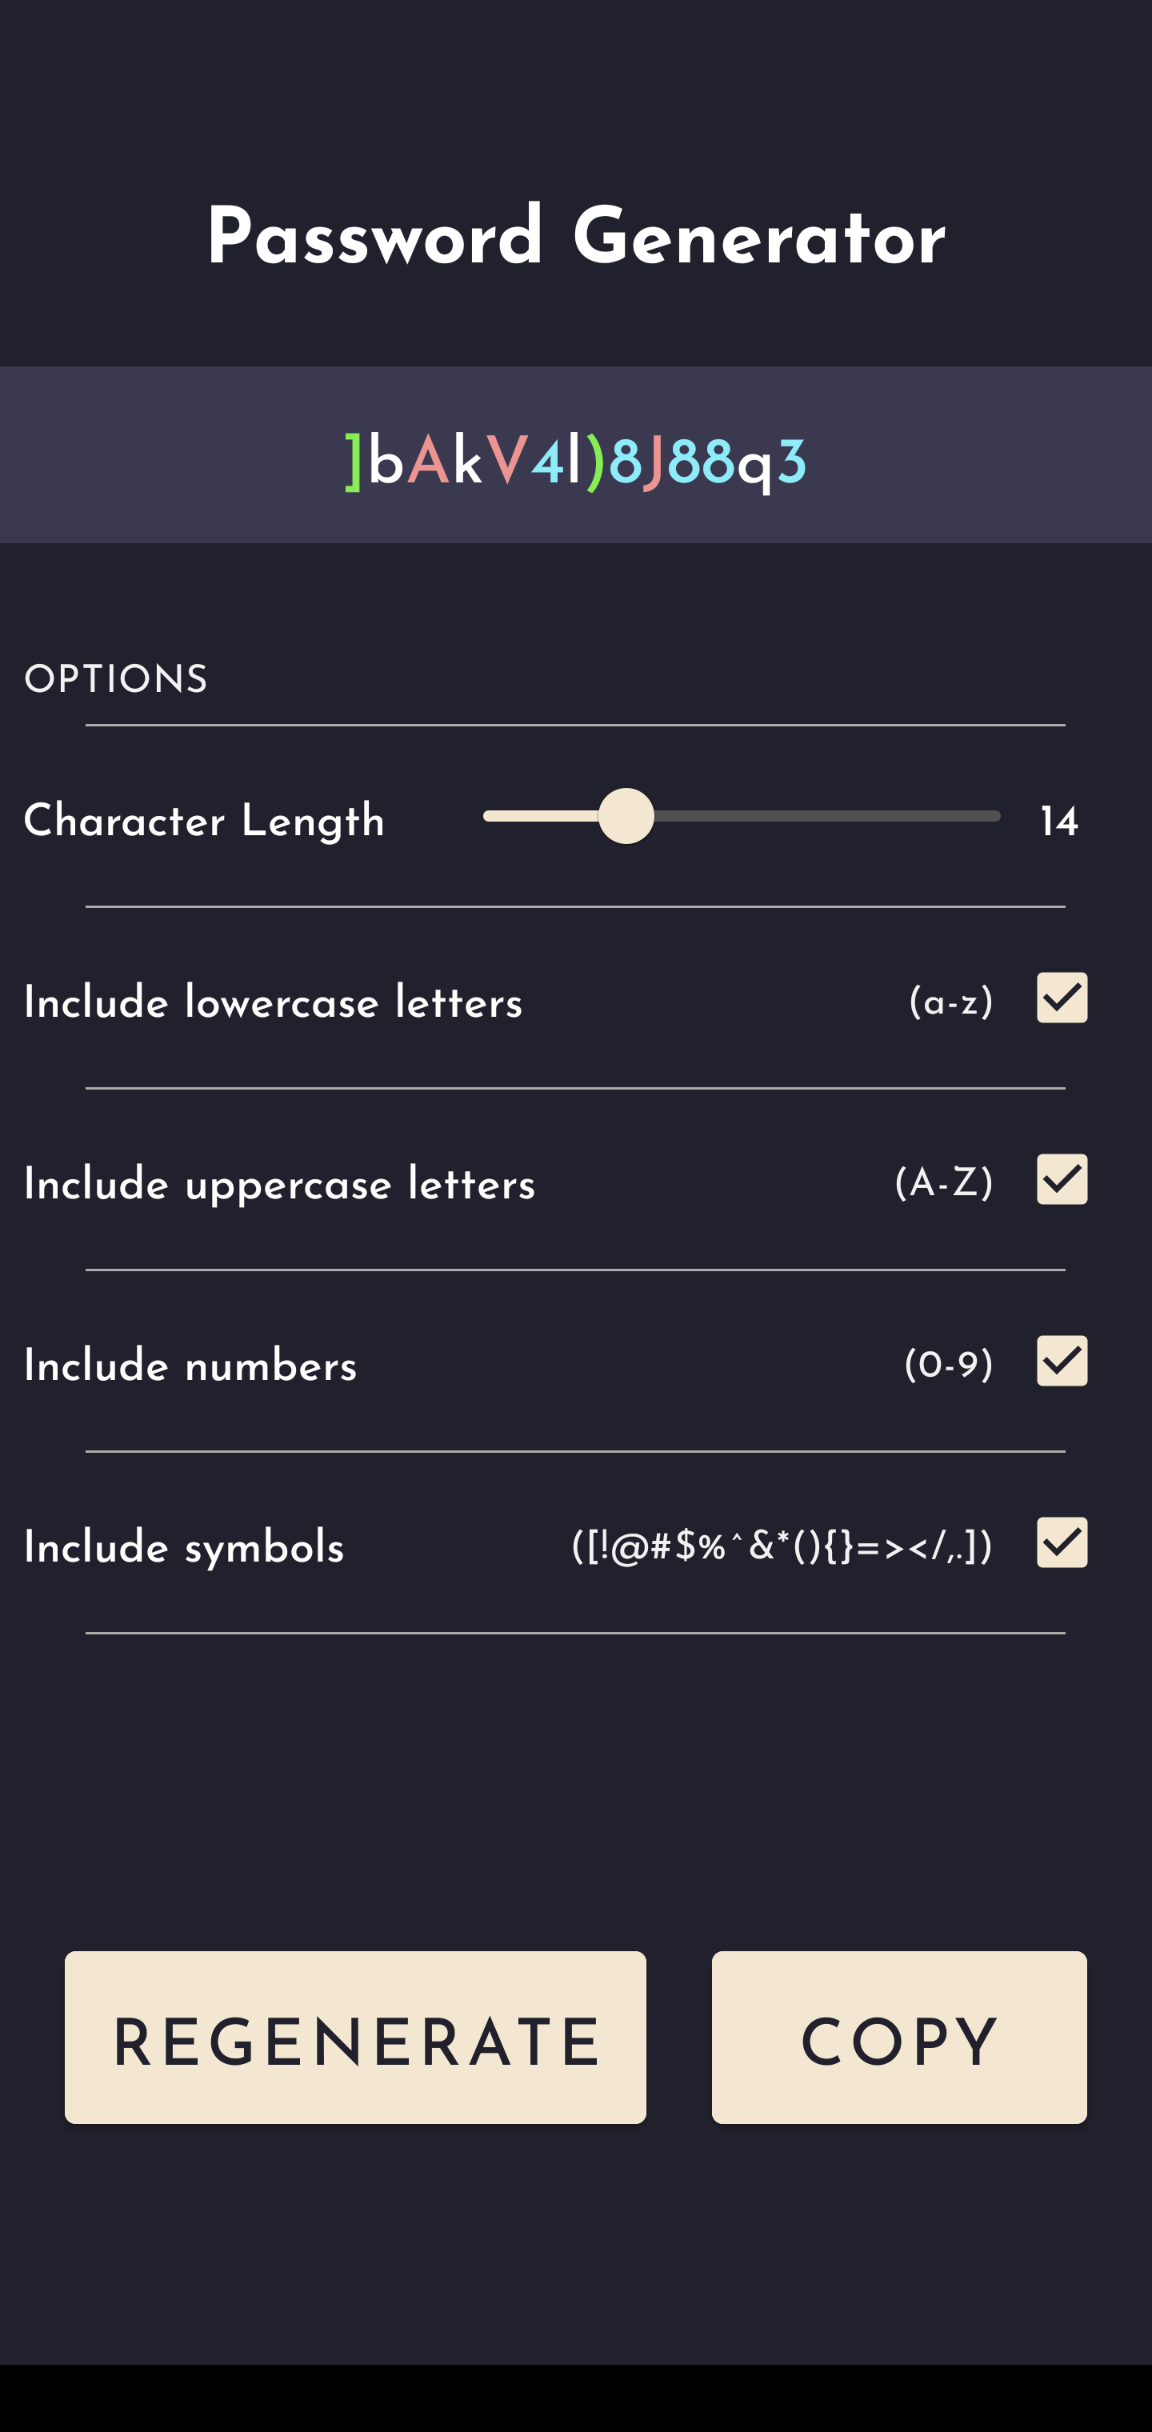 Password Generator
]bAkV4l)8J88q3
OPTIONS
Character Length 14
Include lowercase letters (a-z)
Include uppercase letters (A-Z)
Include numbers (0-9)
Include symbols ([!@#$%^&*(){}=></,.])
REGENERATE COPY